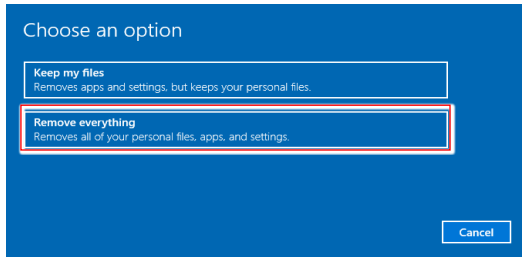 Choose an option
Keep my files
Removes apps and settings, but keeps your personal files.
Remove everything
Removes all of your personal files, apps, and settings.
Cancel